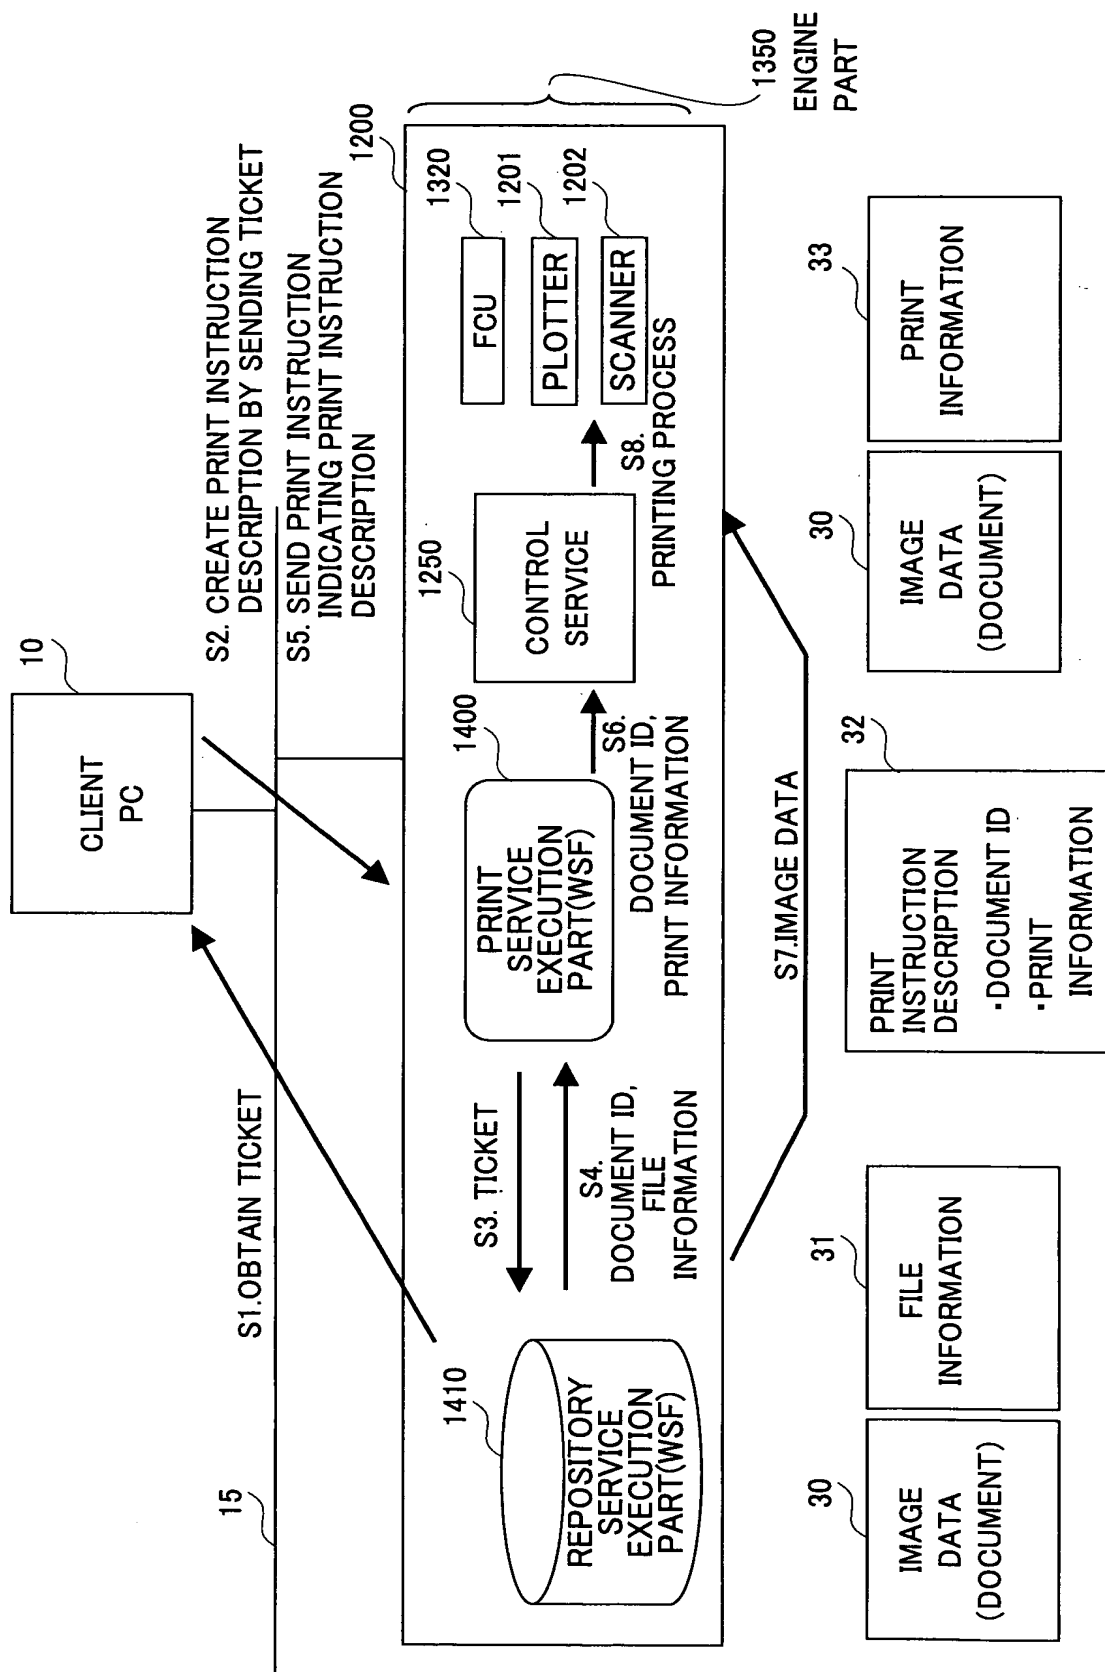 10
CLIENT
PC
15
S1.OBTAIN TICKET
S2. CREATE PRINT INSTRUCTION
DESCRIPTION BY SENDING TICKET
S5. SEND PRINT INSTRUCTION
INDICATING PRINT INSTRUCTION
DESCRIPTION
1200
1410
REPOSITORY
SERVICE
EXECUTION
PART(WSF)
S3. TICKET
S4.
DOCUMENT ID,
FILE
INFORMATION
1400
PRINT
SERVICE
EXECUTION
PART(WSF)
S6.
DOCUMENT ID,
PRINT INFORMATION
1250
CONTROL
SERVICE
S8.
PRINTING PROCESS
1320
FCU
1201
PLOTTER
1202
SCANNER
1350
ENGINE
PART
S7.IMAGE DATA
30
IMAGE
DATA
(DOCUMENT)
31
FILE
INFORMATION
32
PRINT
INSTRUCTION
DESCRIPTION
・DOCUMENT ID
・PRINT
INFORMATION
30
IMAGE
DATA
(DOCUMENT)
33
PRINT
INFORMATION